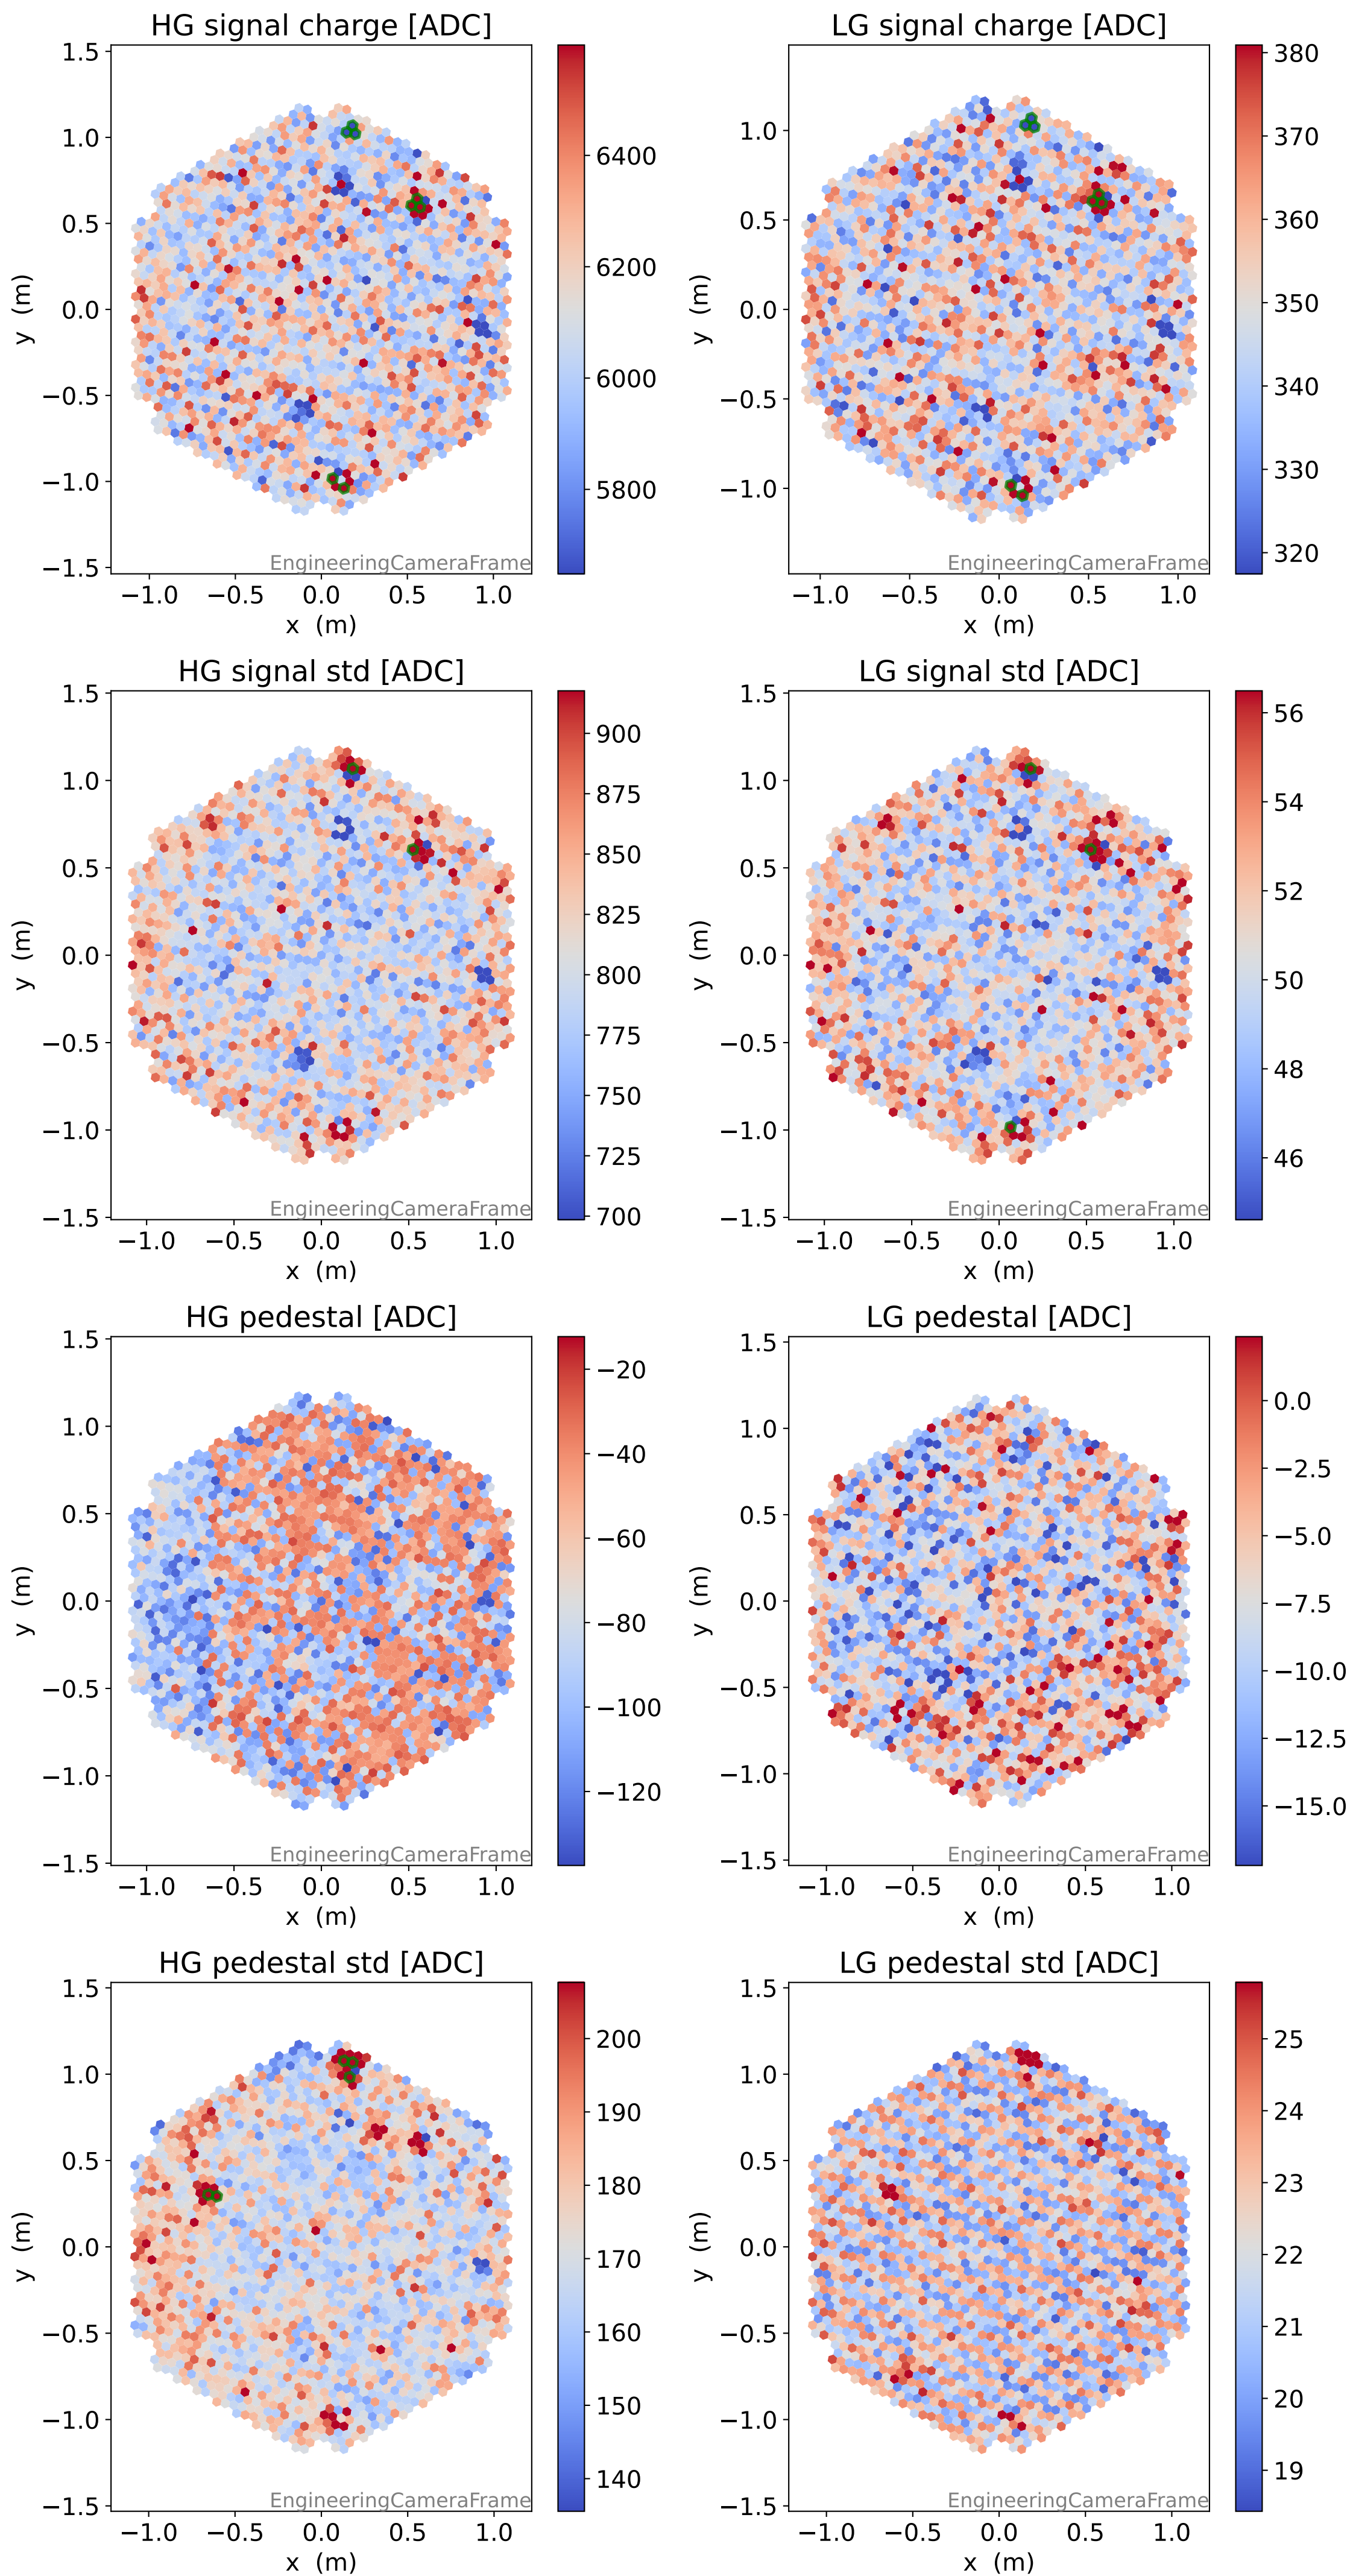 HG signal charge [ADC]
LG signal charge [ADC]
1.5
1.0
0.5
0.0
−0.5
−1.0
−1.5
y (m)
−1.0 −0.5 0.0 0.5 1.0
x (m)
EngineeringCameraFrame
6400
6200
6000
5800
1.0
0.5
0.0
−0.5
−1.0
y (m)
−1.0 −0.5 0.0 0.5 1.0
x (m)
EngineeringCameraFrame
380
370
360
350
340
330
320
HG signal std [ADC]
LG signal std [ADC]
1.5
1.0
0.5
0.0
−0.5
−1.0
−1.5
y (m)
−1.0 −0.5 0.0 0.5 1.0
x (m)
EngineeringCameraFrame
900
875
850
825
800
775
750
725
700
1.5
1.0
0.5
0.0
−0.5
−1.0
−1.5
y (m)
−1.0 −0.5 0.0 0.5 1.0
x (m)
EngineeringCameraFrame
56
54
52
50
48
46
HG pedestal [ADC]
LG pedestal [ADC]
1.5
1.0
0.5
0.0
−0.5
−1.0
−1.5
y (m)
−1.0 −0.5 0.0 0.5 1.0
x (m)
EngineeringCameraFrame
−20
−40
−60
−80
−100
−120
1.5
1.0
0.5
0.0
−0.5
−1.0
−1.5
y (m)
−1.0 −0.5 0.0 0.5 1.0
x (m)
EngineeringCameraFrame
0.0
−2.5
−5.0
−7.5
−10.0
−12.5
−15.0
HG pedestal std [ADC]
LG pedestal std [ADC]
1.5
1.0
0.5
0.0
−0.5
−1.0
−1.5
y (m)
−1.0 −0.5 0.0 0.5 1.0
x (m)
EngineeringCameraFrame
200
190
180
170
160
150
140
1.5
1.0
0.5
0.0
−0.5
−1.0
−1.5
y (m)
−1.0 −0.5 0.0 0.5 1.0
x (m)
EngineeringCameraFrame
25
24
23
22
21
20
19